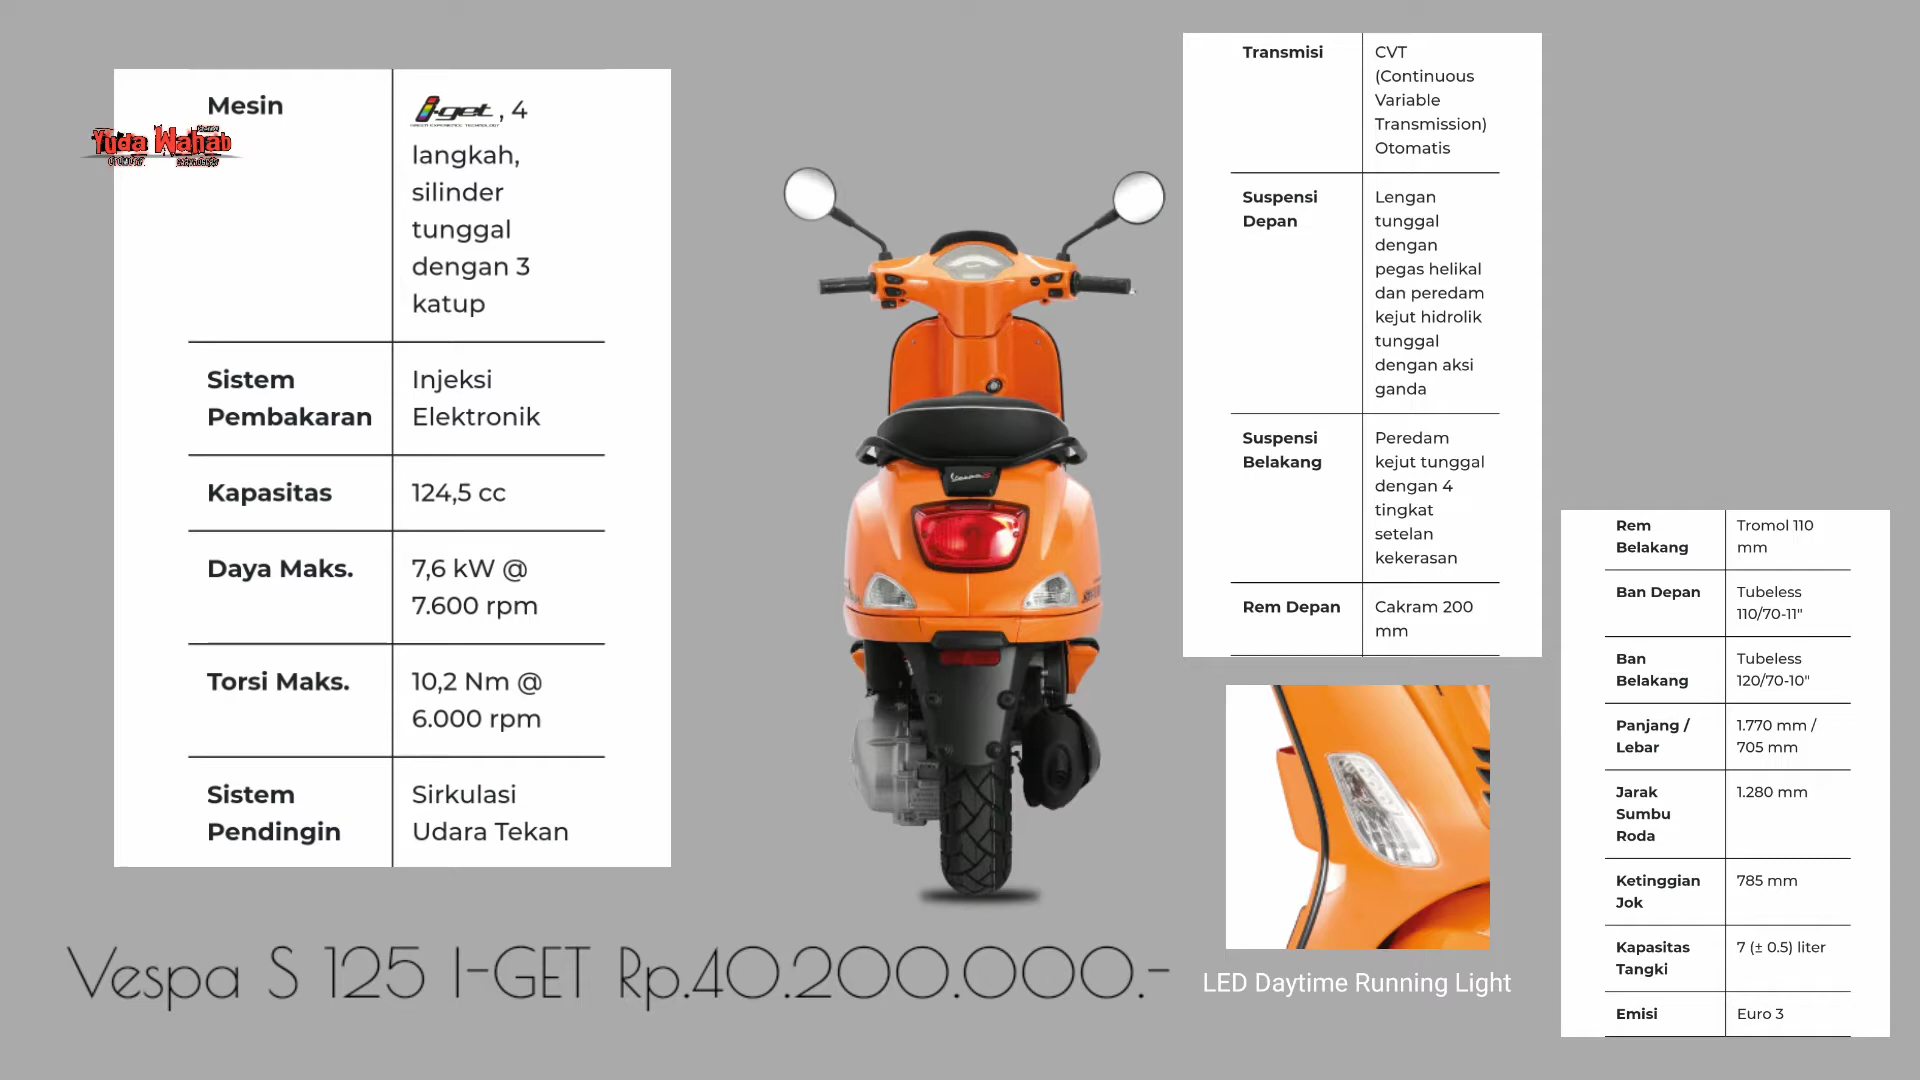 Mesin
i-get, 4
langkah,
silinder
tunggal
dengan 3
katup
Yuda Wahab
Sistem
Pembakaran
Injeksi
Elektronik
Kapasitas
124,5 cc
Daya Maks.
7,6 kW @
7.600 rpm
Torsi Maks.
10,2 Nm @
6.000 rpm
Sistem
Pendingin
Sirkulasi
Udara Tekan
Transmisi
CVT
(Continuous
Variable
Transmission)
Otomatis
Suspensi
Depan
Lengan
tunggal
dengan
pegas helikal
dan peredam
kejut hidrolik
tunggal
dengan aksi
ganda
Suspensi
Belakang
Peredam
kejut tunggal
dengan 4
tingkat
setelan
kekerasan
Rem Depan
Cakram 200
mm
Rem
Belakang
Tromol 110
mm
Ban Depan
Tubeless
110/70-11"
Ban
Belakang
Tubeless
120/70-10"
Panjang /
Lebar
1.770 mm /
705 mm
Jarak
Sumbu
Roda
1.280 mm
Ketinggian
Jok
785 mm
Kapasitas
Tangki
7 (± 0.5) liter
Emisi
Euro 3
Vespa S 125 I-GET Rp.40.200.000.-
LED Daytime Running Light